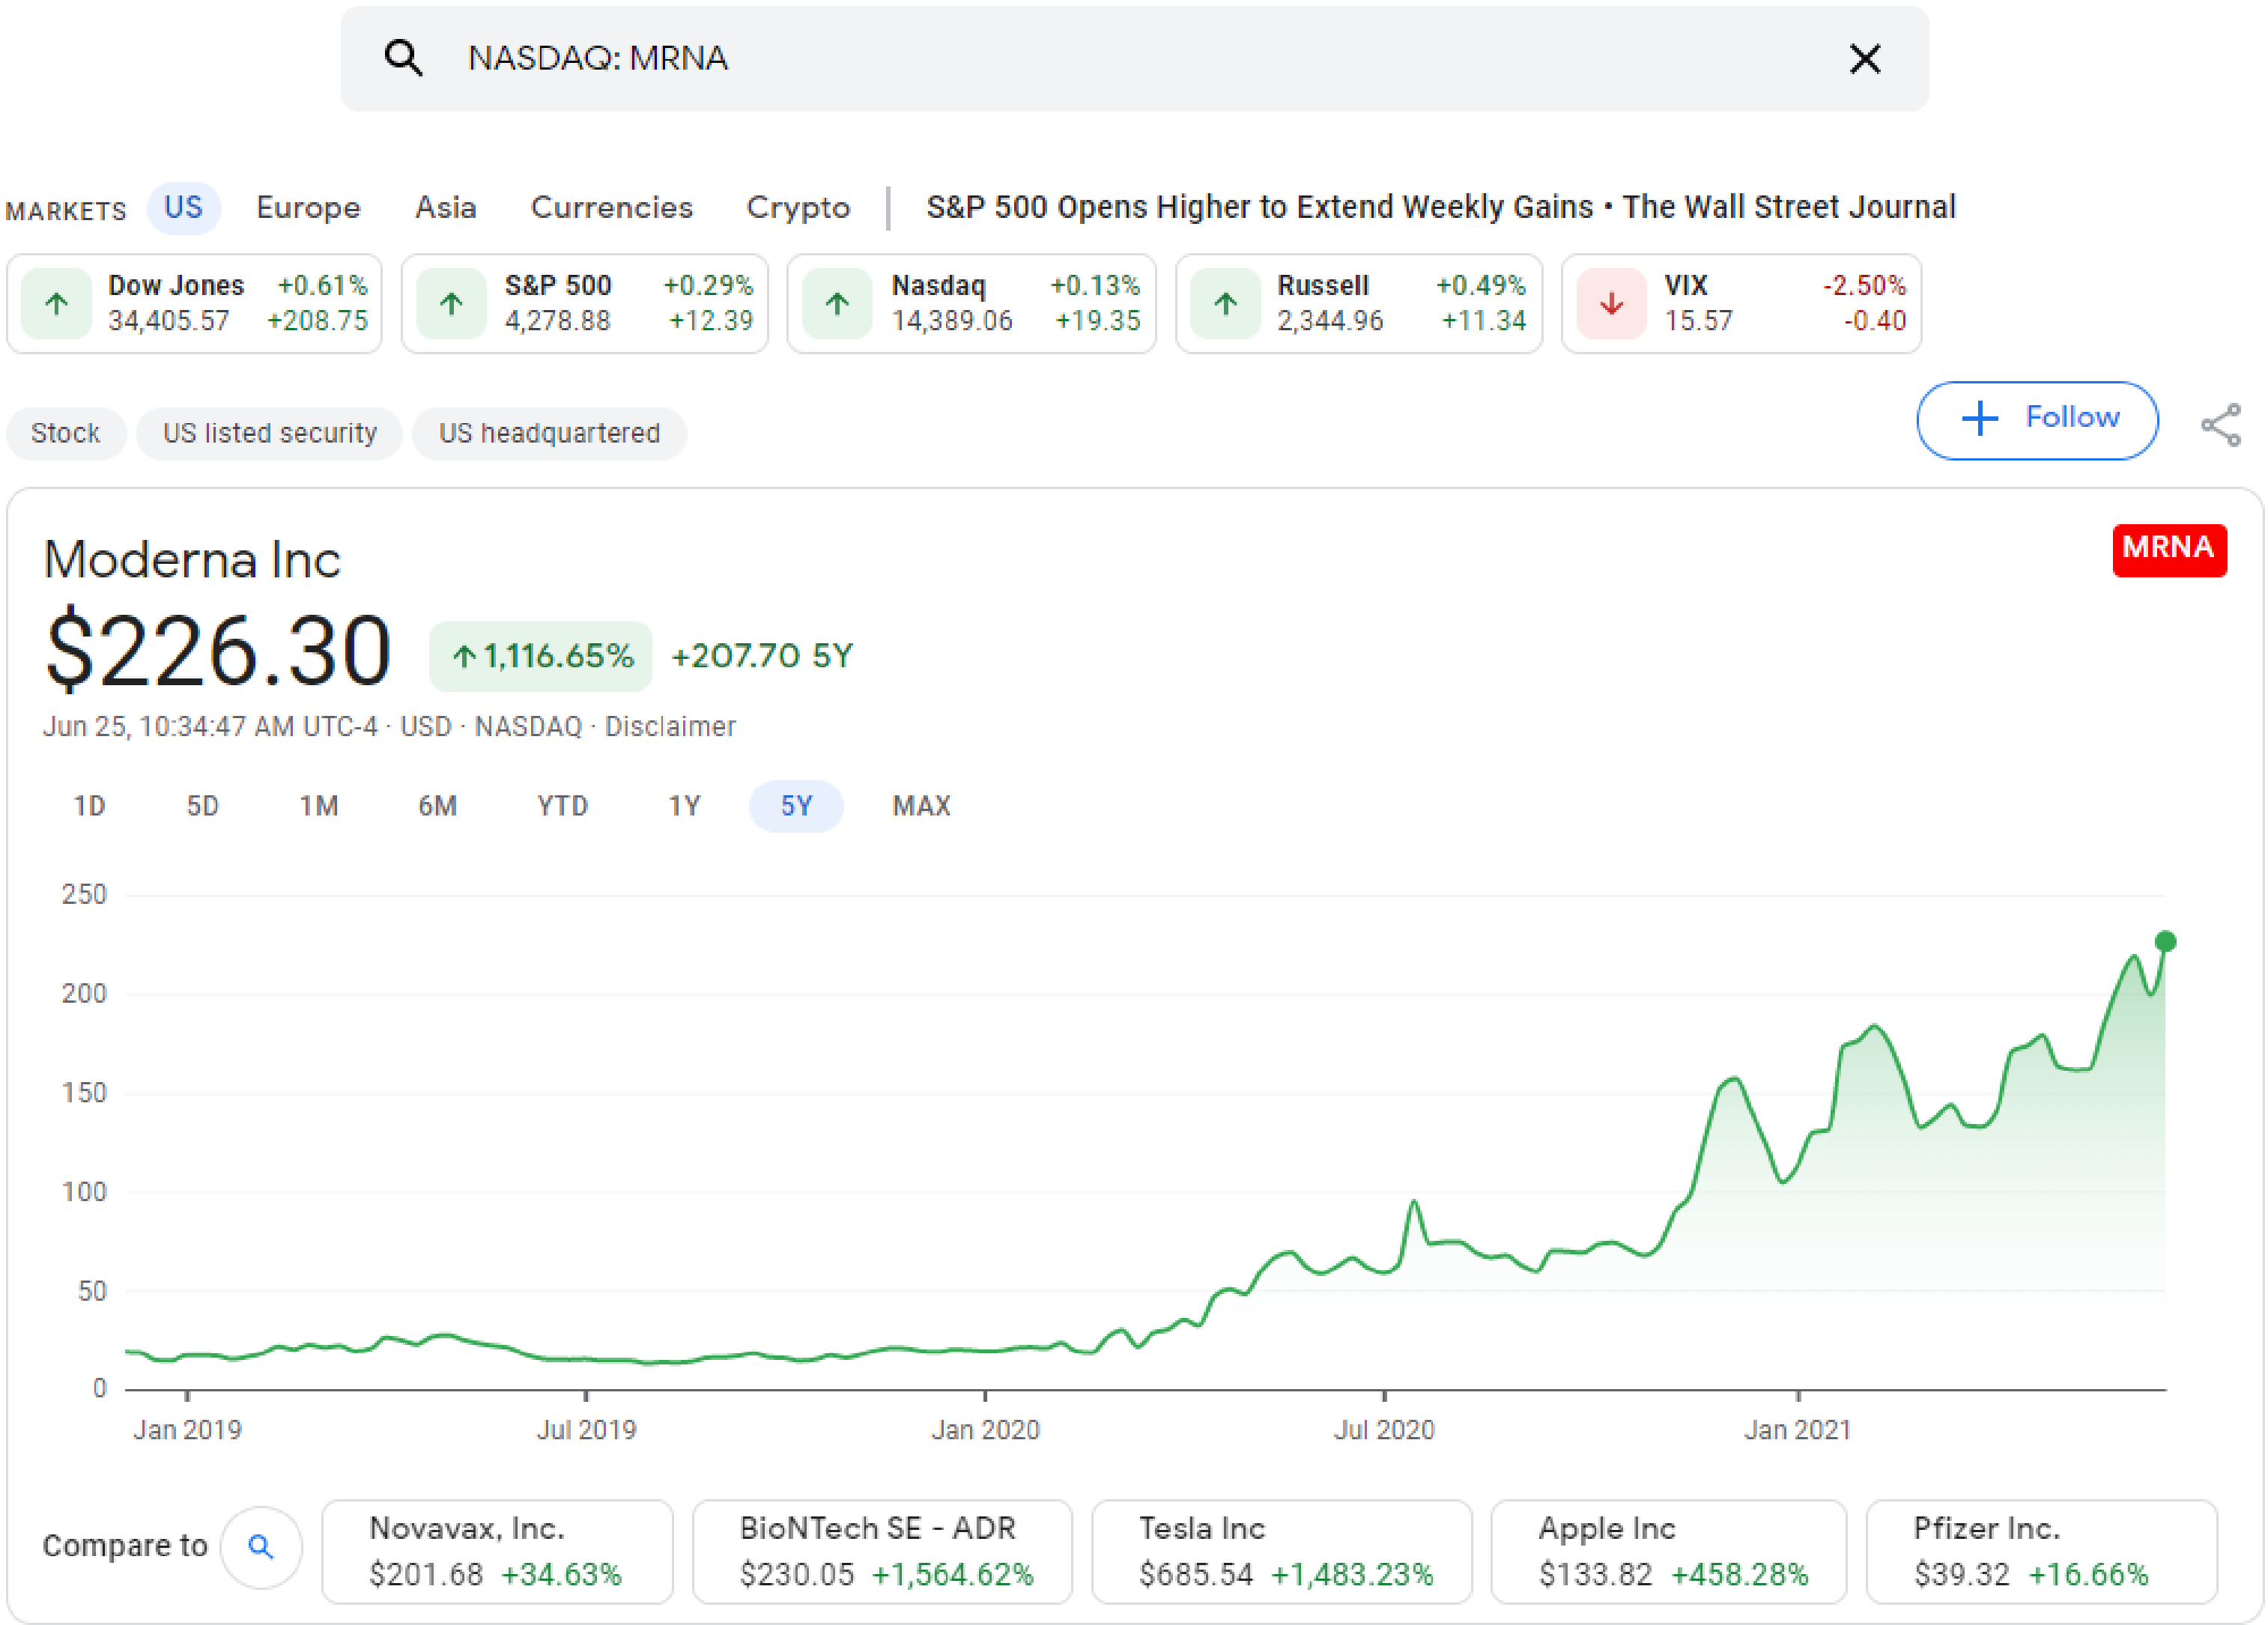 NASDAQ: MRNA
MARKETS US Europe Asia Currencies Crypto S&P 500 Opens Higher to Extend Weekly Gains • The Wall Street Journal
Dow Jones +0.61% S&P 500 +0.29% Nasdaq +0.13% Russell +0.49% VIX -2.50%
34,405.57 +208.75 4,278.88 +12.39 14,389.06 +19.35 2,344.96 +11.34 15.57 -0.40
Stock US listed security US headquartered Follow
Moderna Inc MRNA
$226.30 1,116.65% +207.70 5Y
Jun 25, 10:34:47 AM UTC-4 · USD · NASDAQ · Disclaimer
1D 5D 1M 6M YTD 1Y 5Y MAX
250
200
150
100
50
0
Jan 2019 Jul 2019 Jan 2020 Jul 2020 Jan 2021
Compare to
Novavax, Inc. BioNTech SE - ADR Tesla Inc Apple Inc Pfizer Inc.
$201.68 +34.63% $230.05 +1,564.62% $685.54 +1,483.23% $133.82 +458.28% $39.32 +16.66%